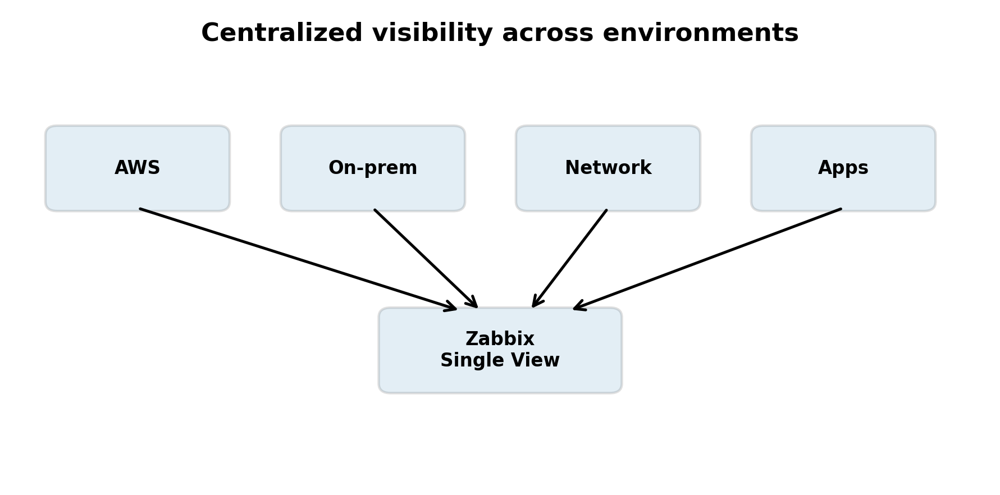 Centralized visibility across environments
AWS
On-prem
Network
Apps
Zabbix
Single View